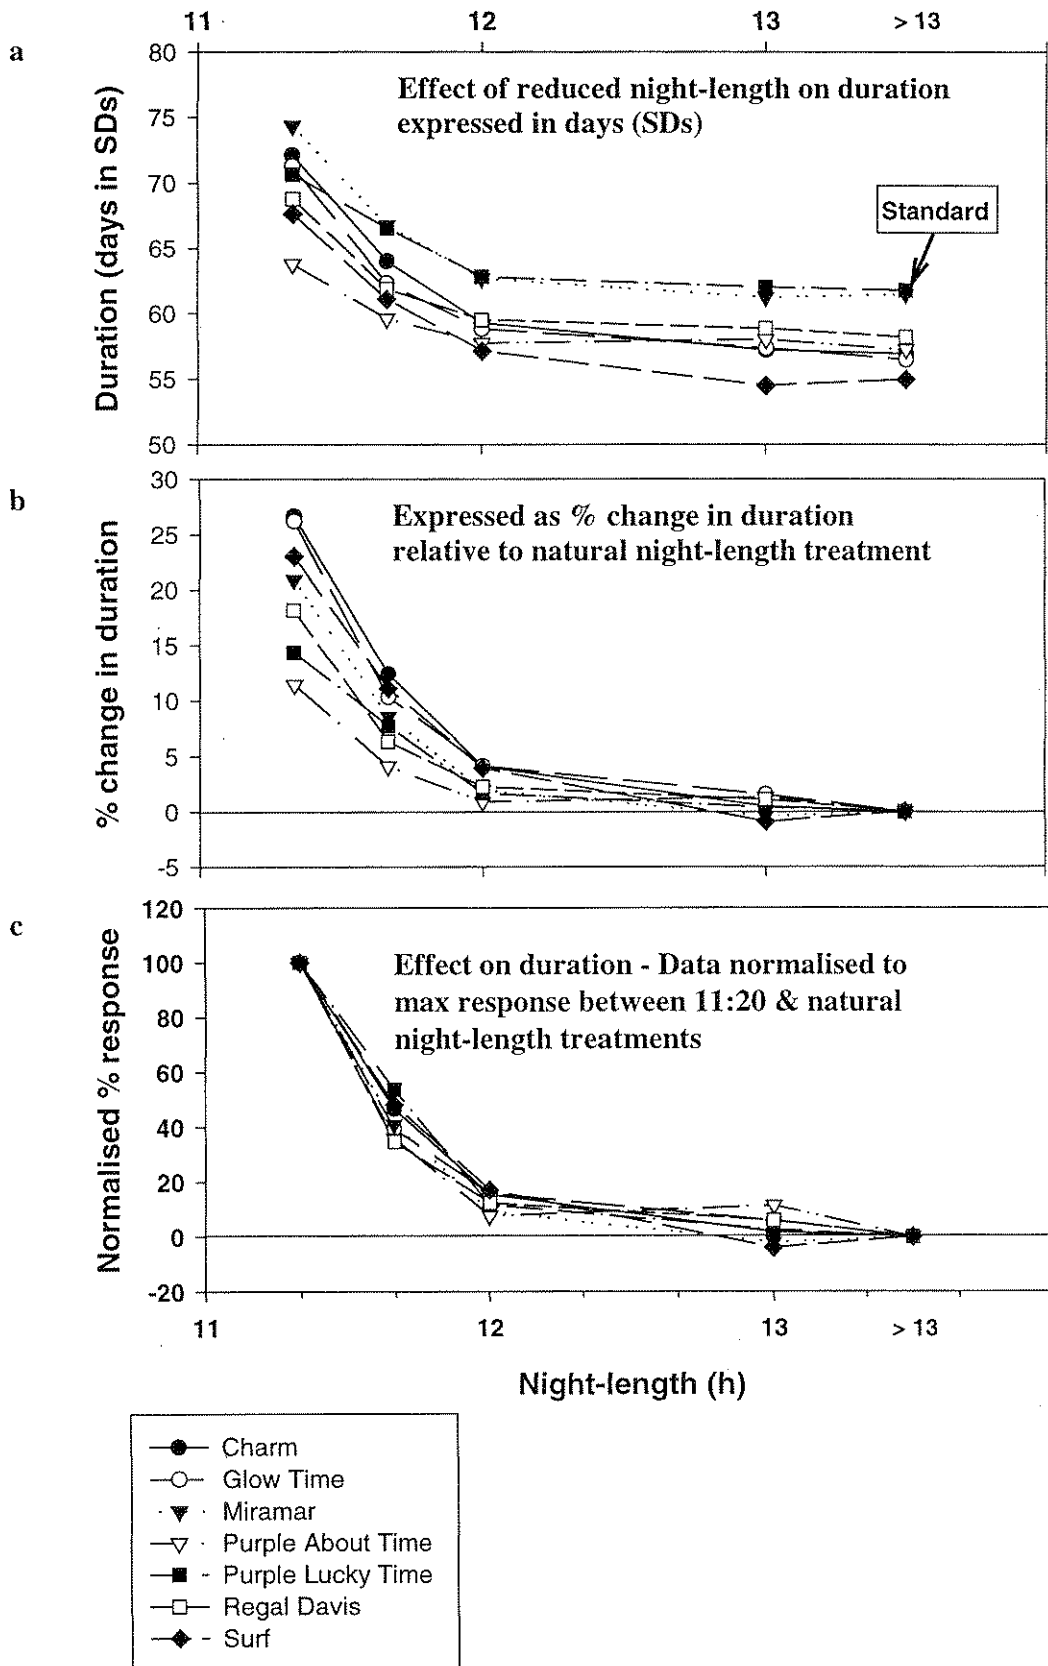 11 12 13 > 13
a
80
75
70
65
60
55
50
Duration (days in SDs)
Effect of reduced night-length on duration
expressed in days (SDs)
Standard
b
30
25
20
15
10
5
0
-5
% change in duration
Expressed as % change in duration
relative to natural night-length treatment
c
120
100
80
60
40
20
0
-20
Normalised % response
Effect on duration - Data normalised to
max response between 11:20 & natural
night-length treatments
11 12 13 > 13
Night-length (h)
Charm
Glow Time
Miramar
Purple About Time
Purple Lucky Time
Regal Davis
Surf